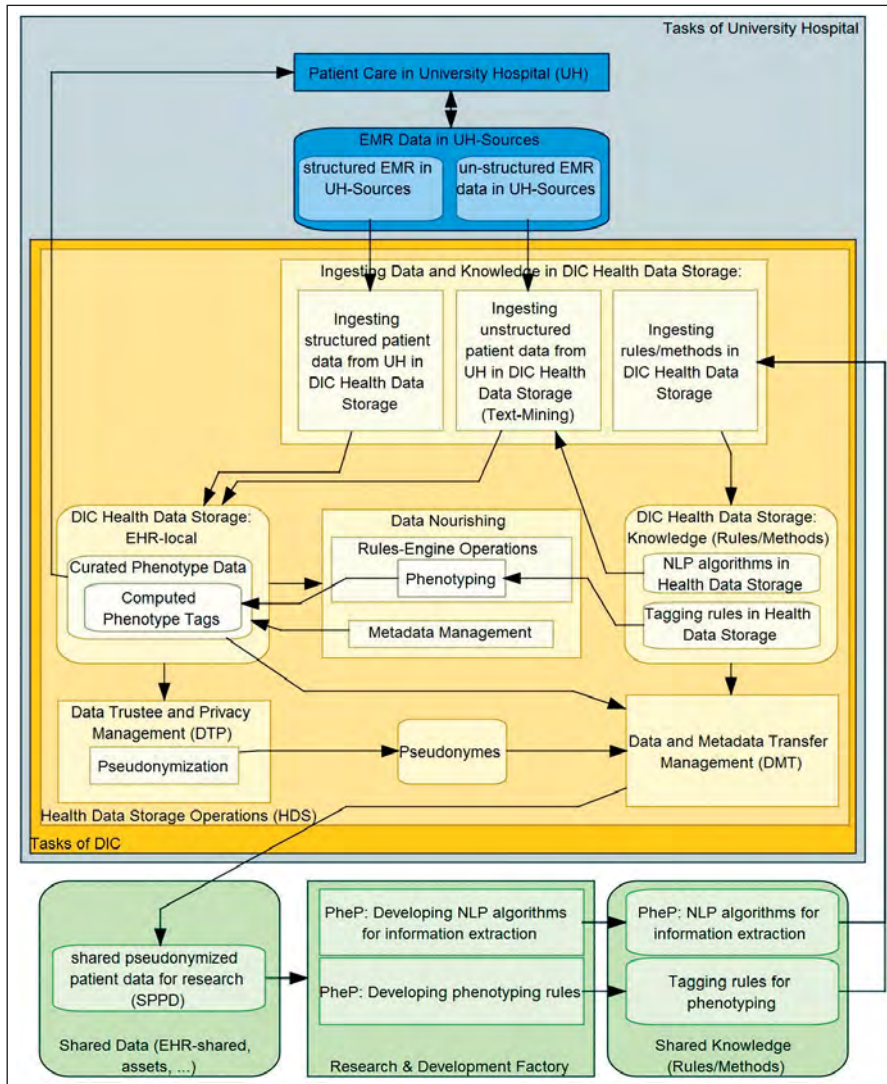 Tasks of University Hospital
Patient Care in University Hospital (UH)
EMR Data in UH-Sources
structured EMR in
UH-Sources
un-structured EMR
data in UH-Sources
Ingesting Data and Knowledge in DIC Health Data Storage:
Ingesting
structured patient
data from UH in
DIC Health Data
Storage
Ingesting
unstructured
patient data from
UH in DIC Health
Data Storage
(Text-Mining)
Ingesting
rules/methods in
DIC Health Data
Storage
DIC Health Data Storage:
EHR-local
Curated Phenotype Data
Computed
Phenotype Tags
Data Nourishing
Rules-Engine Operations
Phenotyping
Metadata Management
DIC Health Data Storage:
Knowledge (Rules/Methods)
NLP algorithms in
Health Data Storage
Tagging rules in Health
Data Storage
Data Trustee and Privacy
Management (DTP)
Pseudonymization
Pseudonymes
Data and Metadata Transfer
Management (DMT)
Health Data Storage Operations (HDS)
Tasks of DIC
shared pseudonymized
patient data for research
(SPPD)
Shared Data (EHR-shared,
assets, ...)
PheP: Developing NLP algorithms
for information extraction
PheP: Developing phenotyping rules
Research & Development Factory
PheP: NLP algorithms for
information extraction
Tagging rules for
phenotyping
Shared Knowledge
(Rules/Methods)